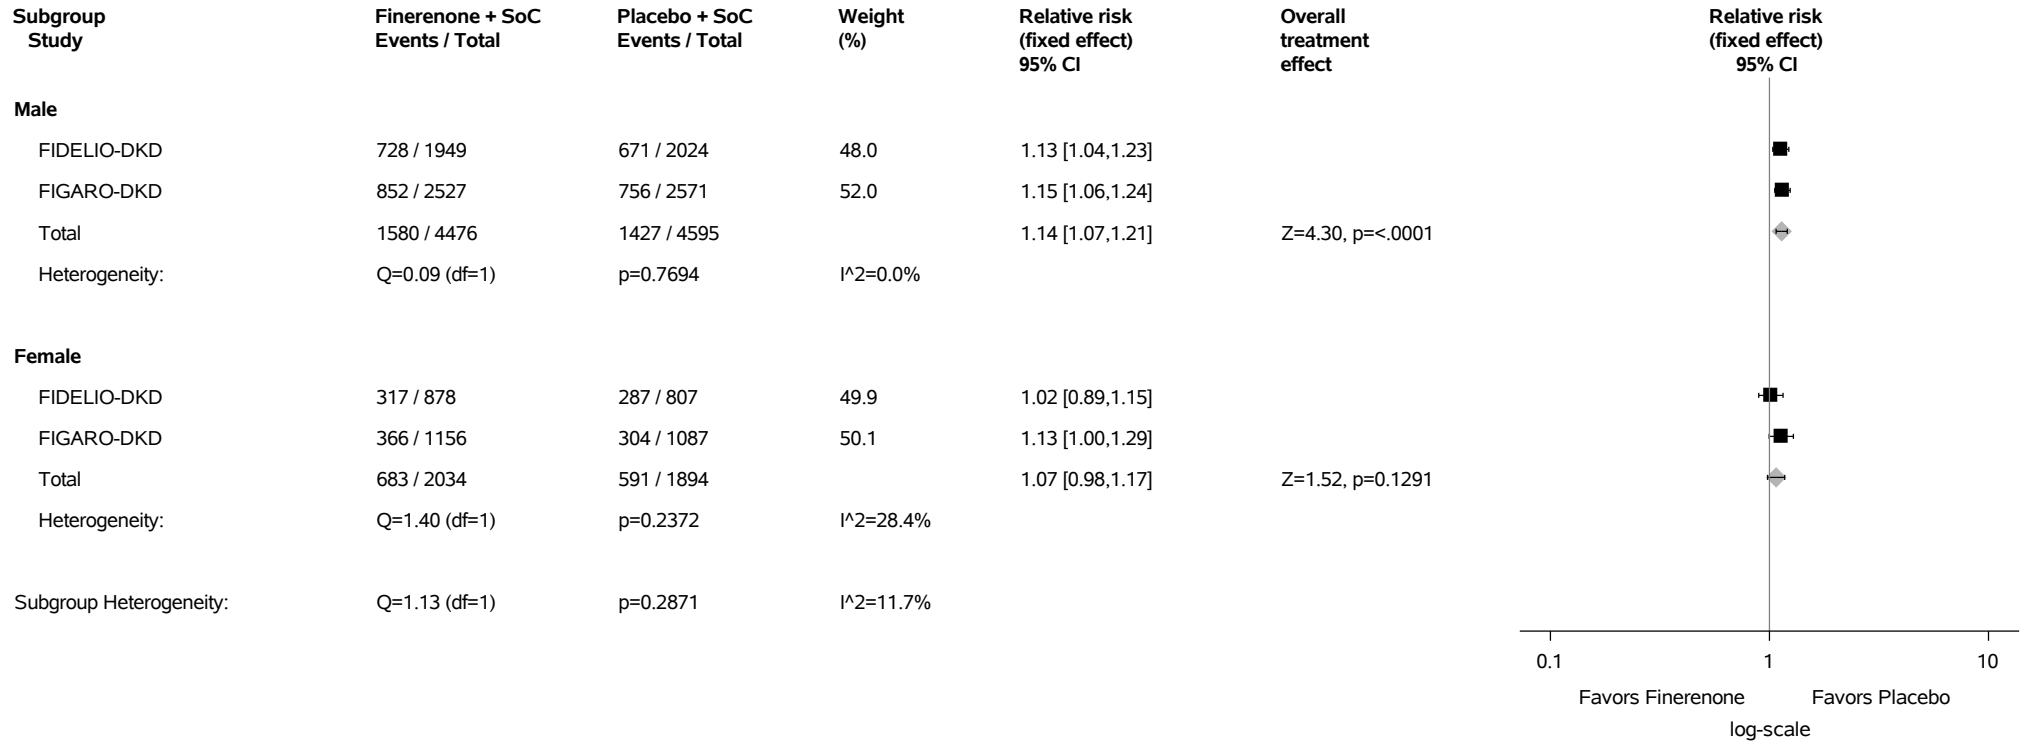 Subgroup Finerenone + SoC Placebo + SoC Weight Relative risk Overall Relative risk
Study Events / Total Events / Total (%) (fixed effect) treatment (fixed effect)
95% CI effect 95% CI
Male
FIDELIO-DKD 728 / 1949 671 / 2024 48.0 1.13 [1.04,1.23]
FIGARO-DKD 852 / 2527 756 / 2571 52.0 1.15 [1.06,1.24]
Total 1580 / 4476 1427 / 4595 1.14 [1.07,1.21] Z=4.30, p=<.0001
Heterogeneity: Q=0.09 (df=1) p=0.7694 I^2=0.0%
Female
FIDELIO-DKD 317 / 878 287 / 807 49.9 1.02 [0.89,1.15]
FIGARO-DKD 366 / 1156 304 / 1087 50.1 1.13 [1.00,1.29]
Total 683 / 2034 591 / 1894 1.07 [0.98,1.17] Z=1.52, p=0.1291
Heterogeneity: Q=1.40 (df=1) p=0.2372 I^2=28.4%
Subgroup Heterogeneity: Q=1.13 (df=1) p=0.2871 I^2=11.7%
0.1 1 10
Favors Finerenone Favors Placebo
log-scale